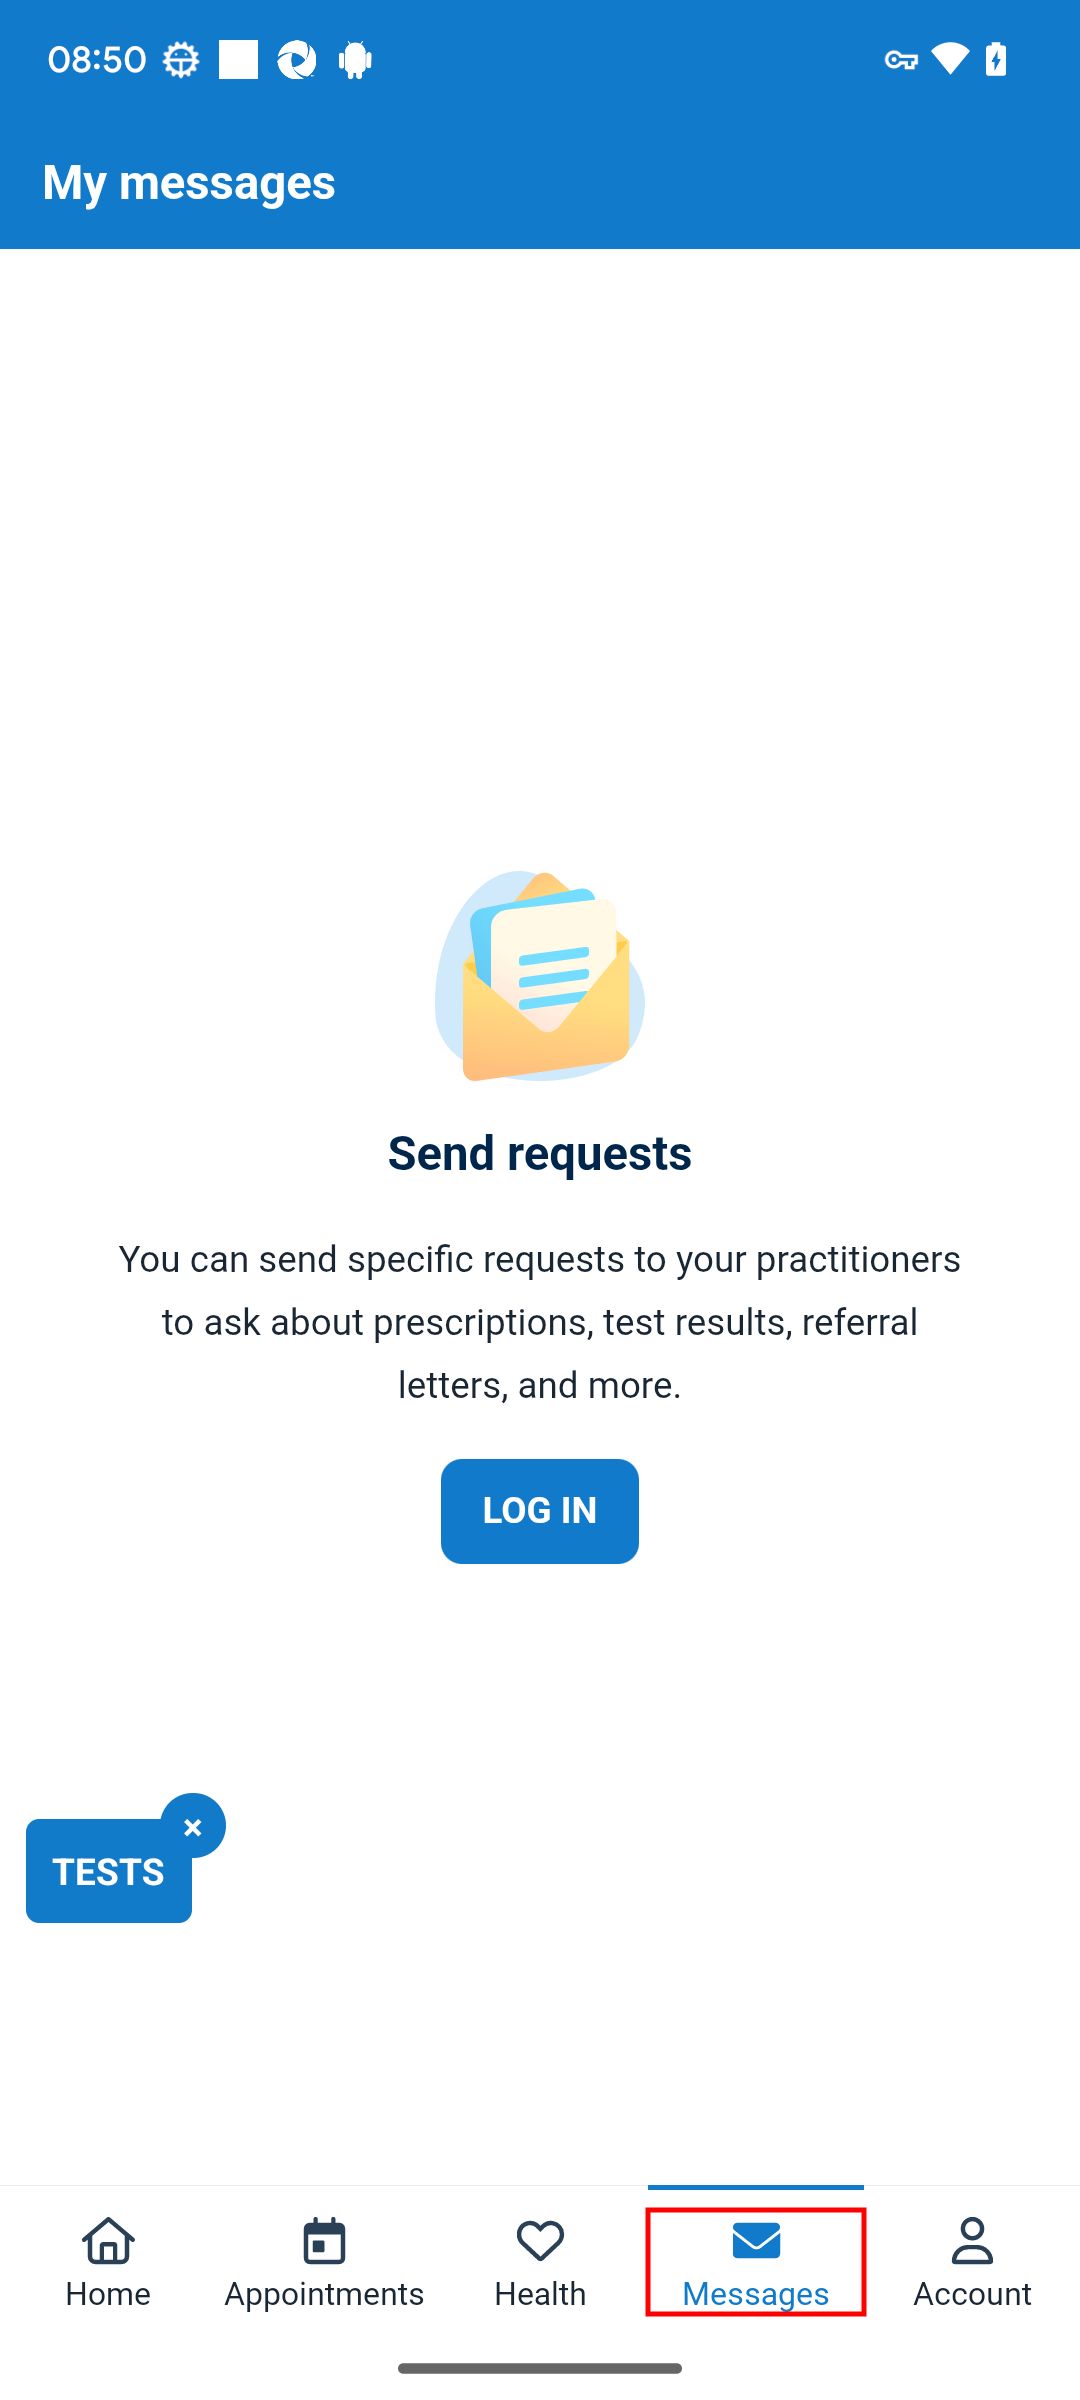 08:50
My messages
Send requests
You can send specific requests to your practitioners
to ask about prescriptions, test results, referral
letters, and more.
LOG IN
×
TESTS
Home
Appointments
Health
Messages
Account